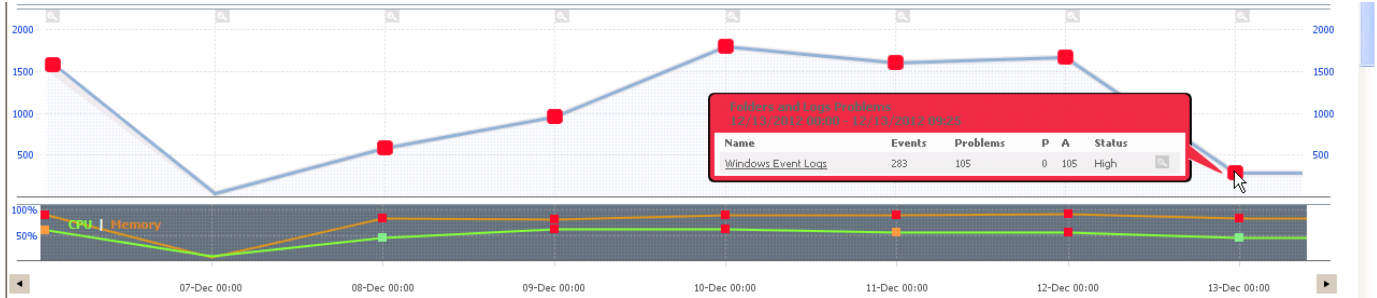 2000 2000
1500 1500
1000 1000
500 500
Folders and Logs Problems
12/13/2012 00:00 - 12/13/2012 09:26
Name Events Problems P A Status
Windows Event Logs 283 105 0 105 High
100%
CPU | Memory
50%
07-Dec 00:00 08-Dec 00:00 09-Dec 00:00 10-Dec 00:00 11-Dec 00:00 12-Dec 00:00 13-Dec 00:00